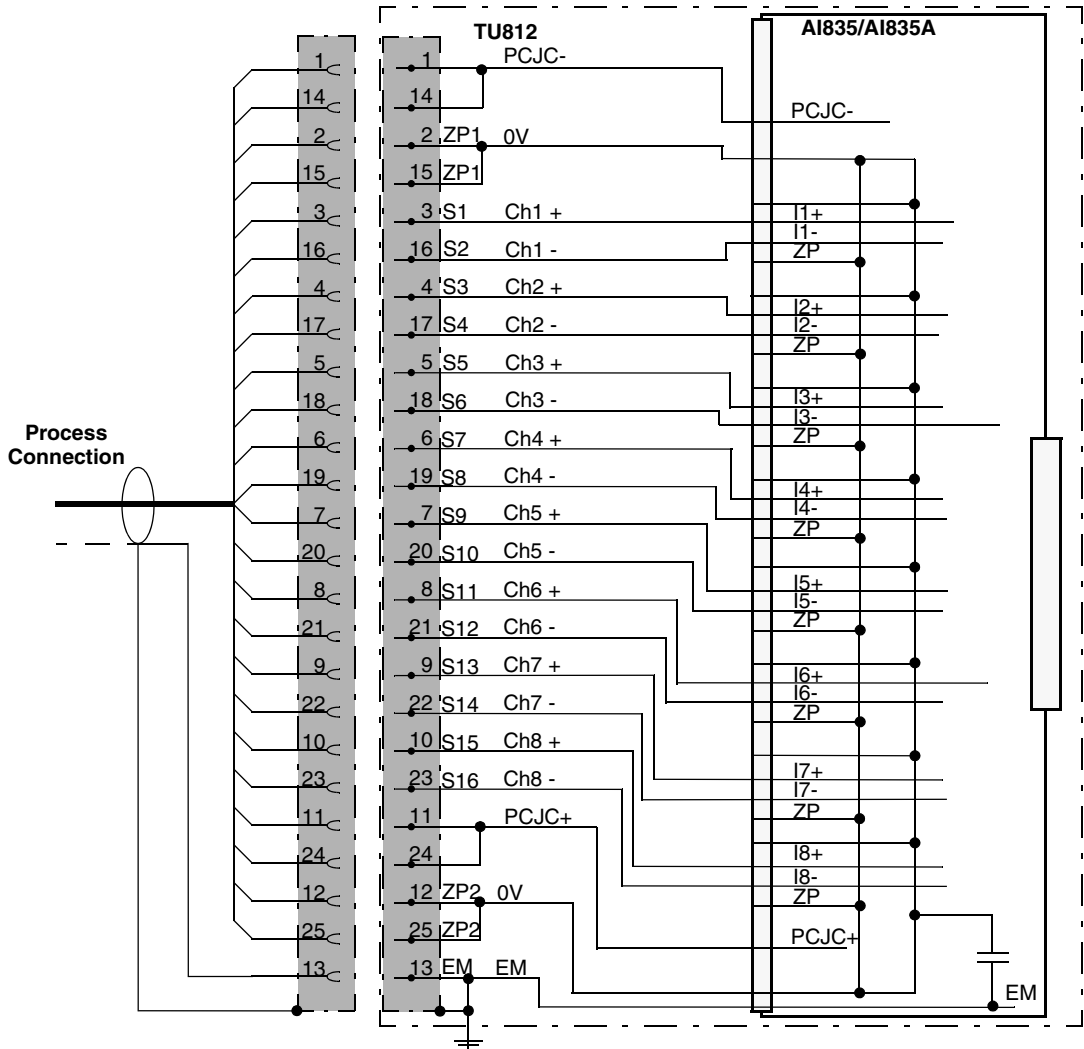 TU812
AI835/AI835A
1 1 PCJC-
14 14
PCJC-
2 2 ZP1 0V
15 15 ZP1
3 3 S1 Ch1 + I1+
I1-
16 16 S2 Ch1 - ZP
4 4 S3 Ch2 +
I2+
17 17 S4 Ch2 - I2-
ZP
5 5 S5 Ch3 +
I3+
18 18 S6 Ch3 - I3-
ZP
Process
Connection
6 6 S7 Ch4 +
19 19 S8 Ch4 - I4+
I4-
7 7 S9 Ch5 + ZP
20 20 S10 Ch5 -
I5+
8 8 S11 Ch6 + I5-
ZP
21 21 S12 Ch6 -
9 9 S13 Ch7 + I6+
I6-
22 22 S14 Ch7 - ZP
10 10 S15 Ch8 +
I7+
23 23 S16 Ch8 - I7-
ZP
11 11 PCJC+
I8+
24 24
I8-
12 12 ZP2 0V ZP
25 25 ZP2 PCJC+
13 13 EM EM
EM